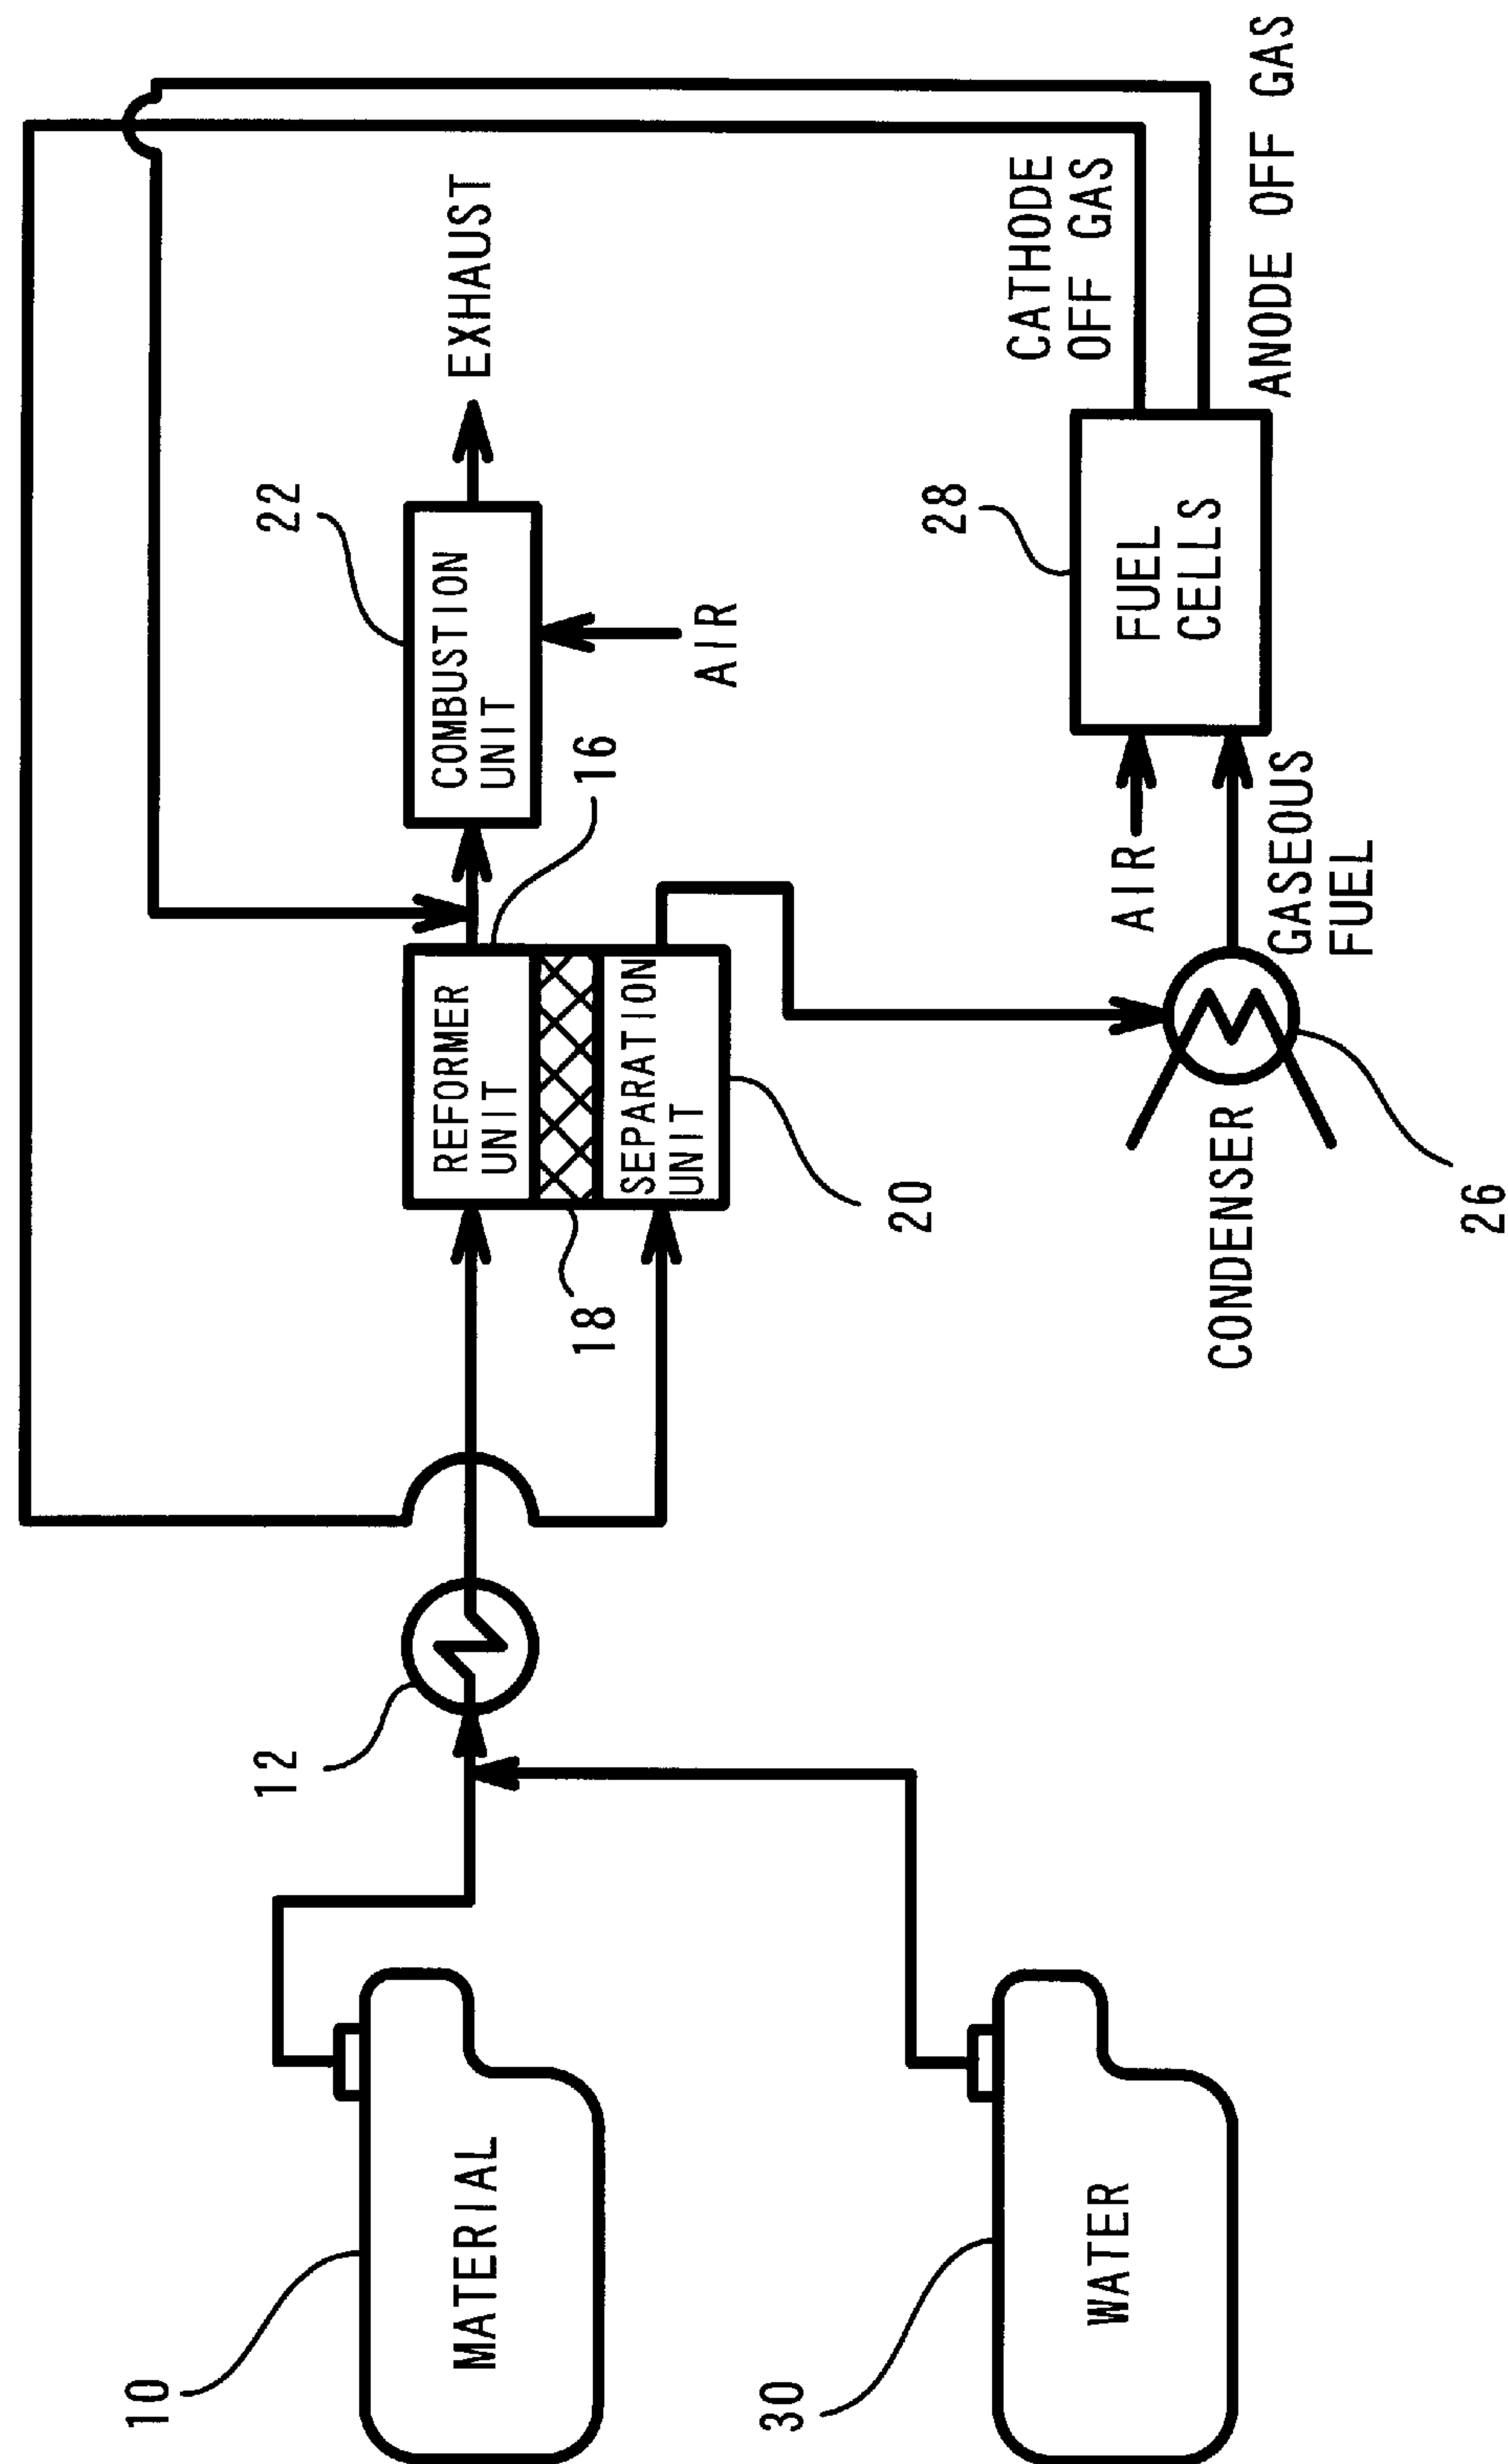 10
MATERIAL
30
WATER
12
18
REFORMER
UNIT
SEPARATION
UNIT
16
20
COMBUSTION
UNIT
22
AIR
EXHAUST
CONDENSER
26
AIR
GASEOUS
FUEL
28
FUEL
CELLS
CATHODE
OFF GAS
ANODE OFF GAS